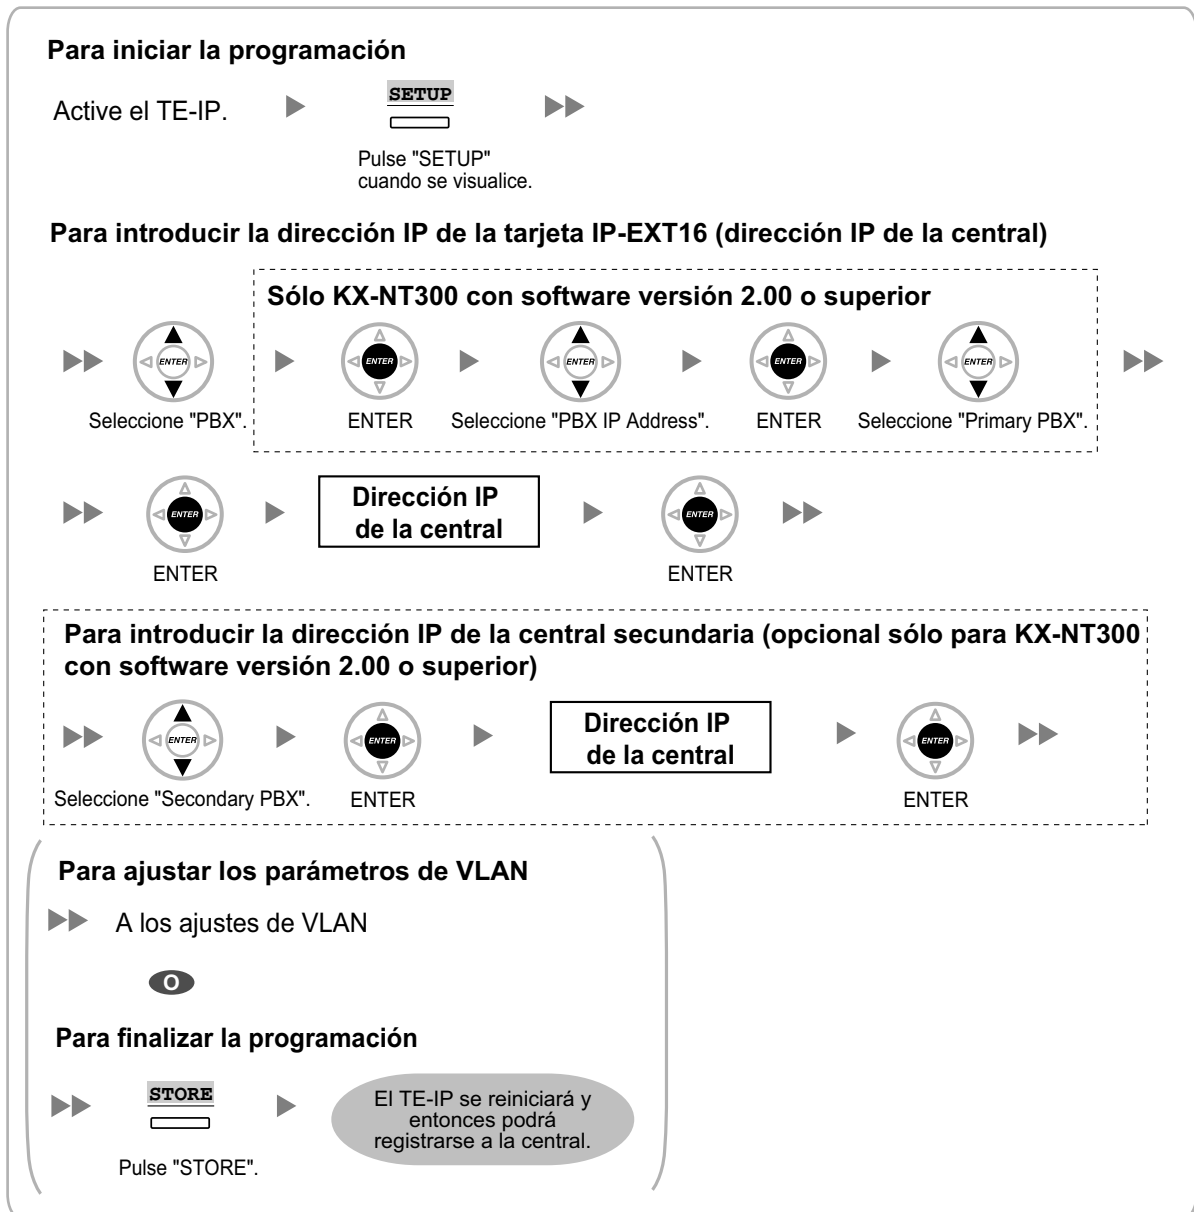 Para iniciar la programación
Active el TE-IP.
SETUP
Pulse "SETUP"
cuando se visualice.
Para introducir la dirección IP de la tarjeta IP-EXT16 (dirección IP de la central)
Sólo KX-NT300 con software versión 2.00 o superior
ENTER ENTER ENTER ENTER ENTER
Seleccione "PBX". ENTER Seleccione "PBX IP Address". ENTER Seleccione "Primary PBX".
ENTER
ENTER
Dirección IP
de la central
ENTER
ENTER
Para introducir la dirección IP de la central secundaria (opcional sólo para KX-NT300
con software versión 2.00 o superior)
ENTER
Seleccione "Secondary PBX".
ENTER
ENTER
Dirección IP
de la central
ENTER
ENTER
Para ajustar los parámetros de VLAN
A los ajustes de VLAN
O
Para finalizar la programación
STORE
Pulse "STORE".
El TE-IP se reiniciará y
entonces podrá
registrarse a la central.